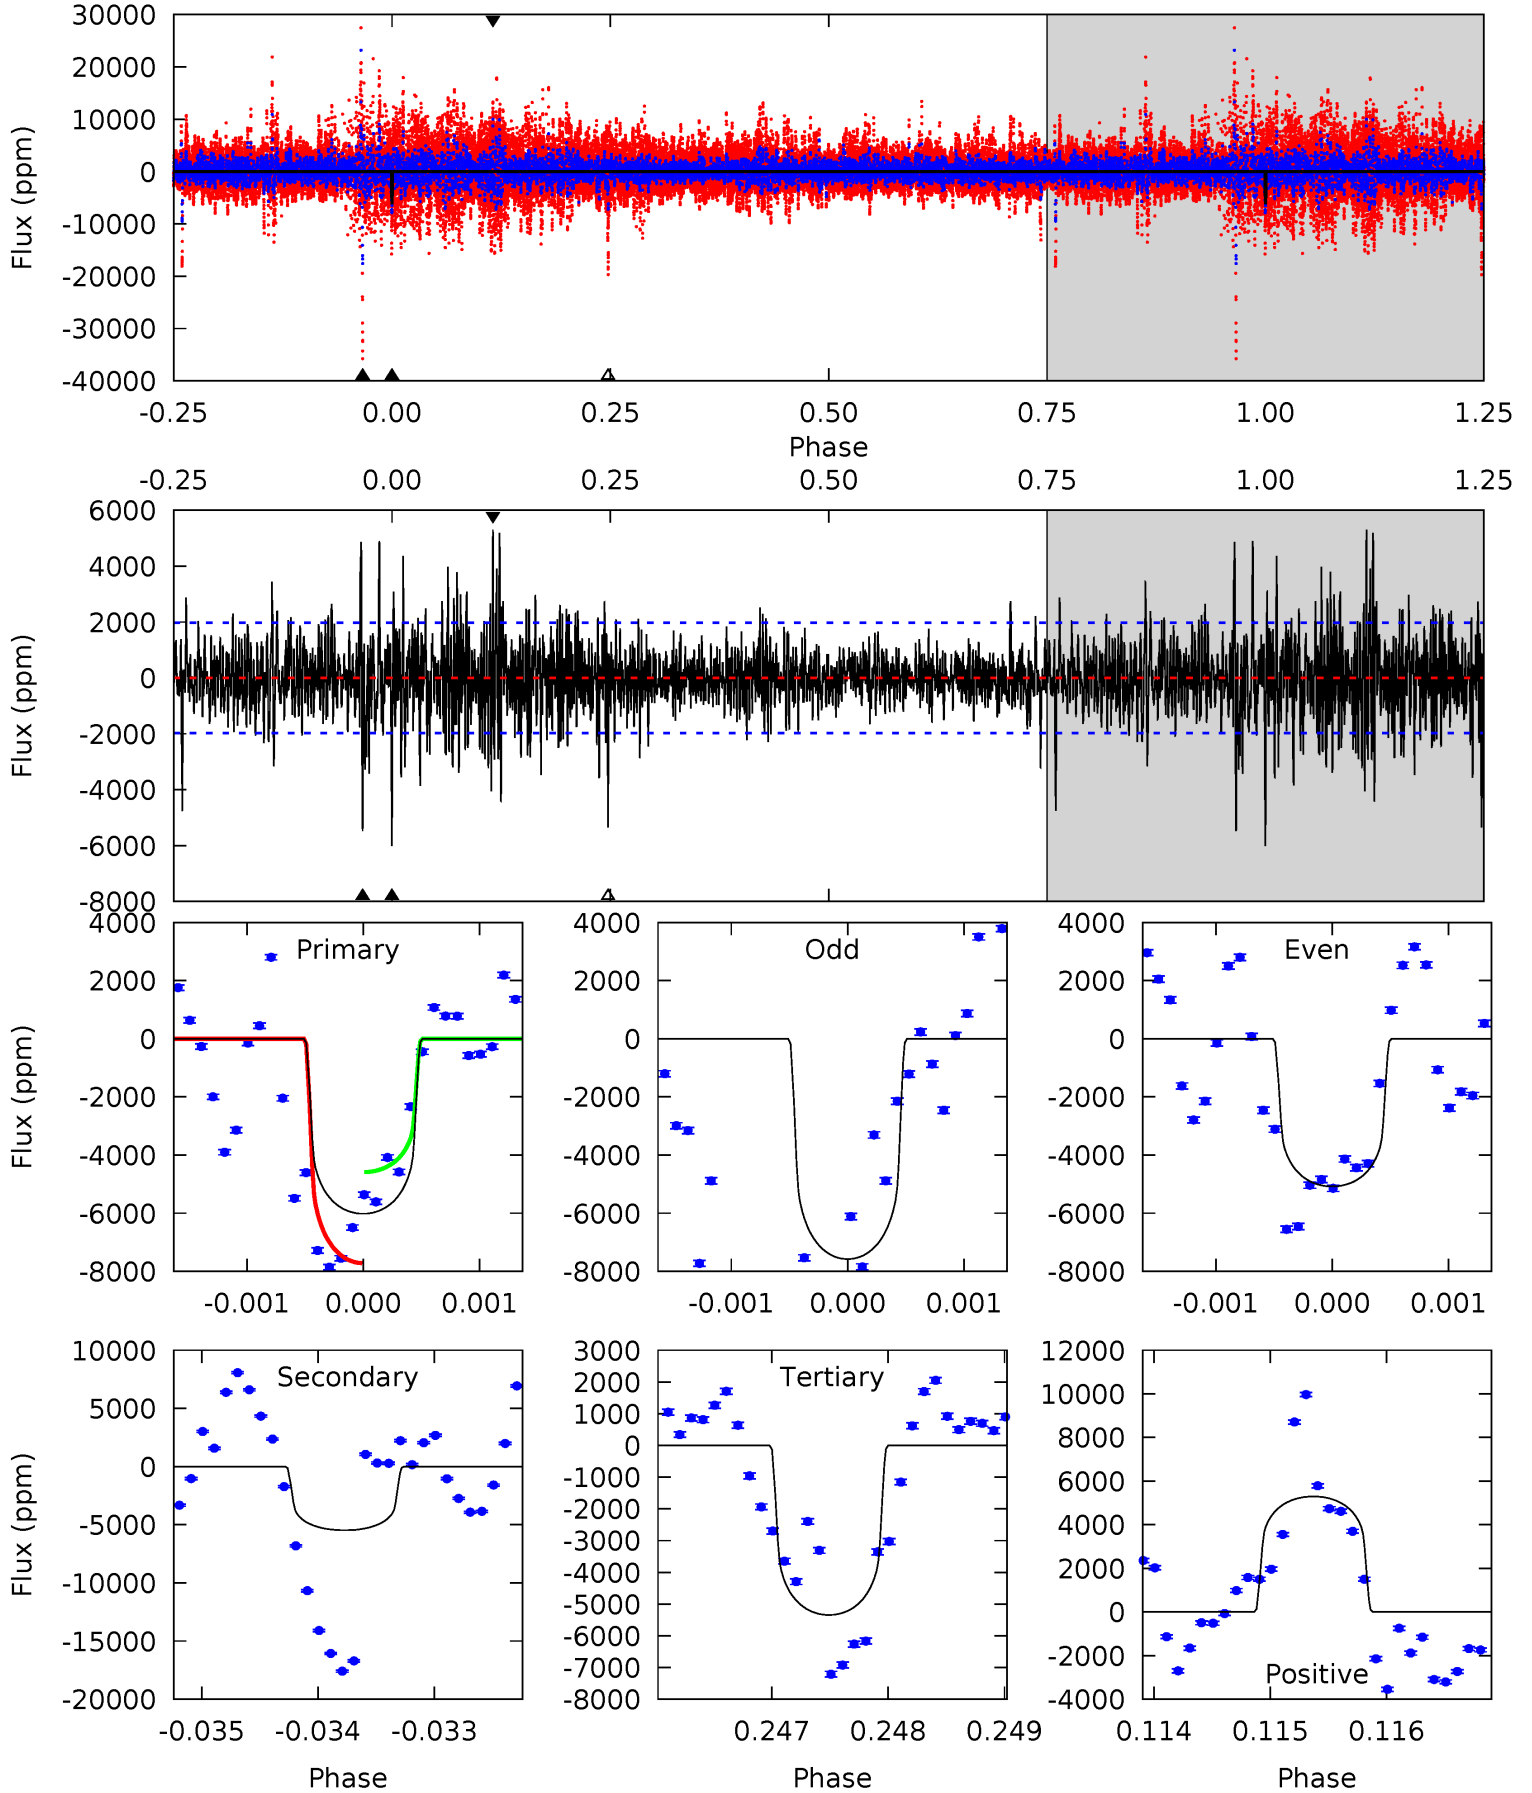 30000
20000
10000
0
-10000
-20000
-30000
-40000
Flux (ppm)
-0.25 0.00 0.25 0.50 0.75 1.00 1.25
Phase
-0.25 0.00 0.25 0.50 0.75 1.00 1.25
6000
4000
2000
0
-2000
-4000
-6000
-8000
Flux (ppm)
Primary
4000
2000
0
-2000
-4000
-6000
-8000
Flux (ppm)
-0.001 0.000 0.001
Odd
4000
2000
0
-2000
-4000
-6000
-8000
-0.001 0.000 0.001
Even
4000
2000
0
-2000
-4000
-6000
-8000
-0.001 0.000 0.001
Secondary
10000
5000
0
-5000
-10000
-15000
-20000
Flux (ppm)
-0.035 -0.034 -0.033
Phase
Tertiary
3000
2000
1000
0
-1000
-2000
-3000
-4000
-5000
-6000
-7000
-8000
0.247 0.248 0.249
Phase
12000
10000
8000
6000
4000
2000
0
-2000
-4000
Positive
0.114 0.115 0.116
Phase